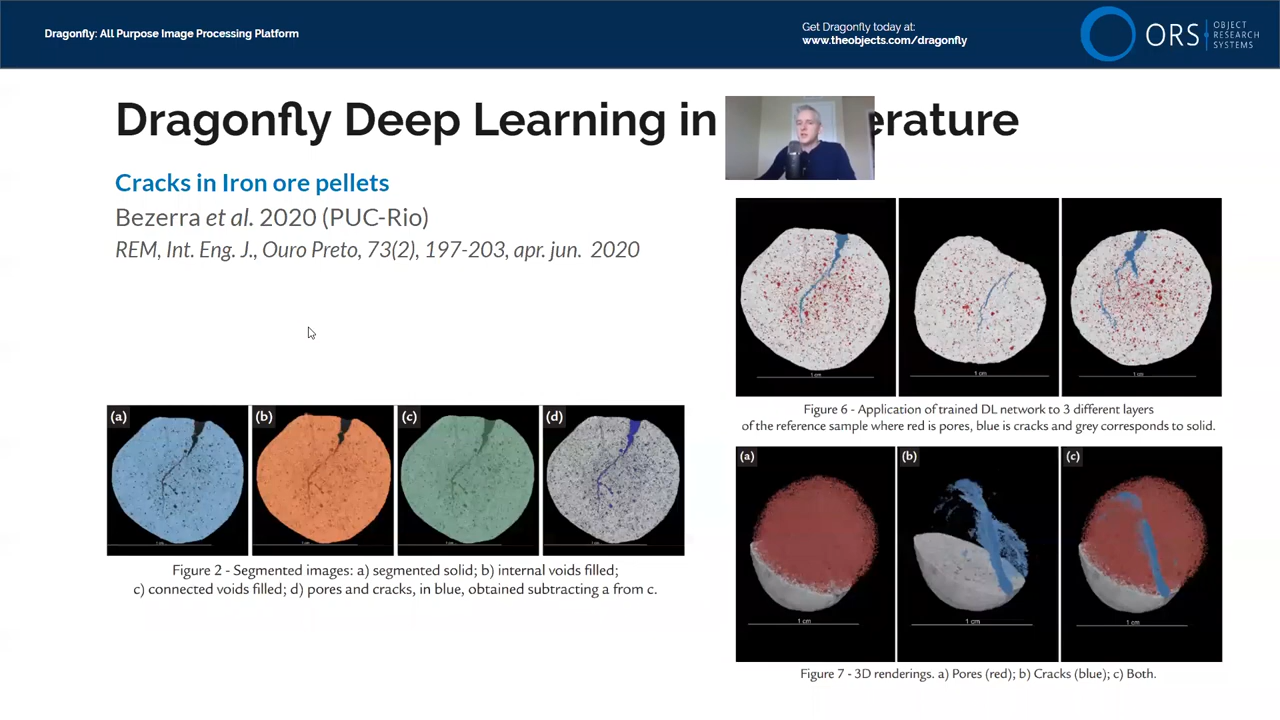 Dragonfly: All Purpose Image Processing Platform
Get Dragonfly today at:
www.theobjects.com/dragonfly
ORS
OBJECT
RESEARCH
SYSTEMS
Dragonfly Deep Learning in erature
Cracks in Iron ore pellets
Bezerra et al. 2020 (PUC-Rio)
REM, Int. Eng. J., Ouro Preto, 73(2), 197-203, apr. jun. 2020
1 cm
1 cm
1 cm
Figure 6 - Application of trained DL network to 3 different layers
of the reference sample where red is pores, blue is cracks and grey corresponds to solid.
(a)
(b)
(c)
(d)
Figure 2 - Segmented images: a) segmented solid; b) internal voids filled;
c) connected voids filled; d) pores and cracks, in blue, obtained subtracting a from c.
(a)
(b)
(c)
1 cm
1 cm
1 cm
Figure 7 - 3D renderings. a) Pores (red); b) Cracks (blue); c) Both.